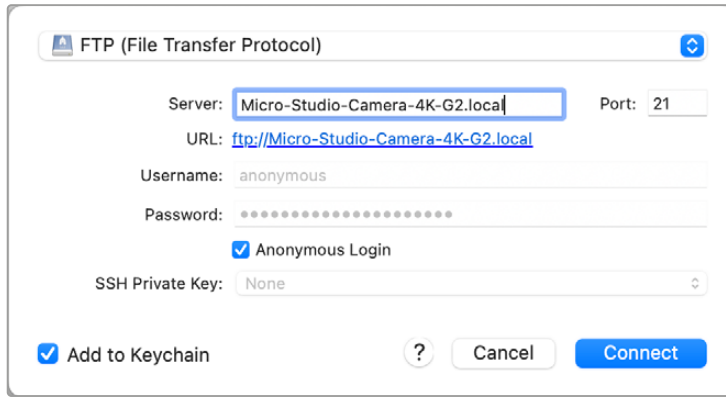 FTP (File Transfer Protocol)
Server: Micro-Studio-Camera-4K-G2.local Port: 21
URL: ftp://Micro-Studio-Camera-4K-G2.local
Username: anonymous
Password: •••••••••••••••••••••
Anonymous Login
SSH Private Key: None
Add to Keychain ? Cancel Connect